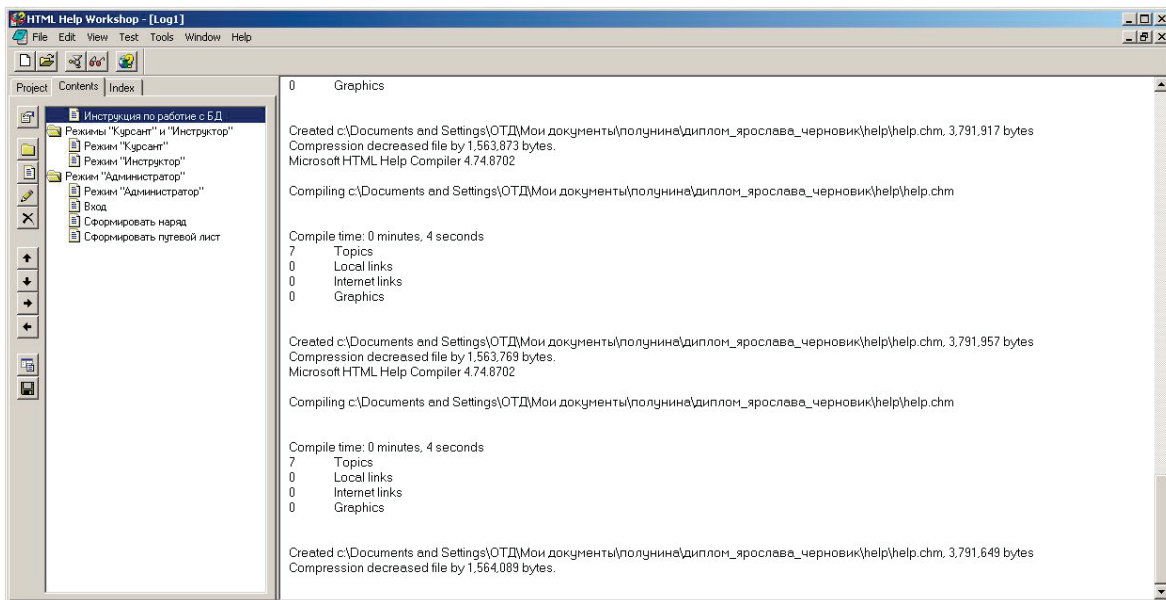 HTML Help Workshop - [Log1]
File Edit View Test Tools Window Help
Project Contents Index
Инструкция по работие с БД
Режимы "Курсант" и "Инструктор"
Режим "Курсант"
Режим "Инструктор"
Режим "Администратор"
Режим "Администратор"
Вход
Сформировать наряд
Сформировать путевой лист
0 Graphics
Created c:\Documents and Settings\ОТД\Мои документы\полунина\диплом_ярослава_черновик\help\help.chm, 3,791,917 bytes
Compression decreased file by 1,563,873 bytes.
Microsoft HTML Help Compiler 4.74.8702
Compiling c:\Documents and Settings\ОТД\Мои документы\полунина\диплом_ярослава_черновик\help\help.chm
Compile time: 0 minutes, 4 seconds
7 Topics
0 Local links
0 Internet links
0 Graphics
Created c:\Documents and Settings\ОТД\Мои документы\полунина\диплом_ярослава_черновик\help\help.chm, 3,791,957 bytes
Compression decreased file by 1,563,769 bytes.
Microsoft HTML Help Compiler 4.74.8702
Compiling c:\Documents and Settings\ОТД\Мои документы\полунина\диплом_ярослава_черновик\help\help.chm
Compile time: 0 minutes, 4 seconds
7 Topics
0 Local links
0 Internet links
0 Graphics
Created c:\Documents and Settings\ОТД\Мои документы\полунина\диплом_ярослава_черновик\help\help.chm, 3,791,649 bytes
Compression decreased file by 1,564,089 bytes.